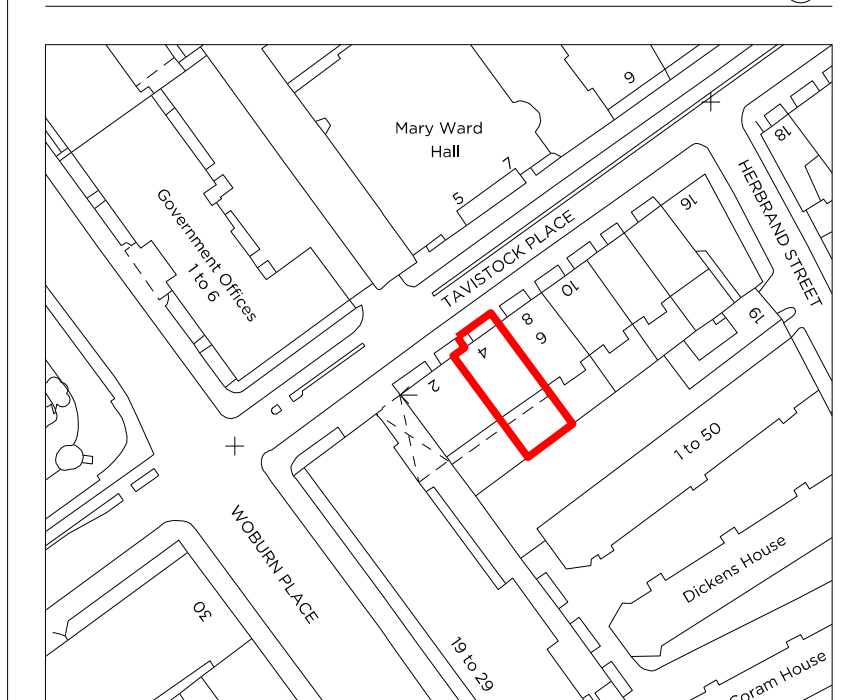 9
Mary Ward
Hall
5
7
18
HERBRAND STREET
Government Offices
1 to 6
16
TAVISTOCK PLACE
10
8
6
4
2
19
1 to 50
WOBURN PLACE
Dickens House
30
19 to 29
oram House